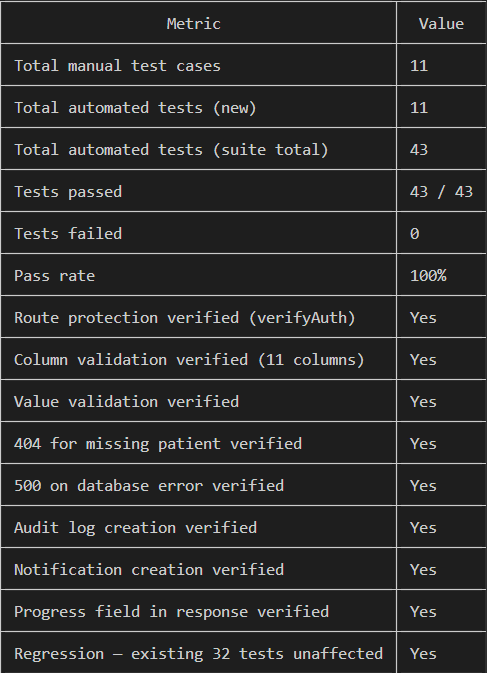 Metric Value
Total manual test cases 11
Total automated tests (new) 11
Total automated tests (suite total) 43
Tests passed 43 / 43
Tests failed 0
Pass rate 100%
Route protection verified (verifyAuth) Yes
Column validation verified (11 columns) Yes
Value validation verified Yes
404 for missing patient verified Yes
500 on database error verified Yes
Audit log creation verified Yes
Notification creation verified Yes
Progress field in response verified Yes
Regression — existing 32 tests unaffected Yes